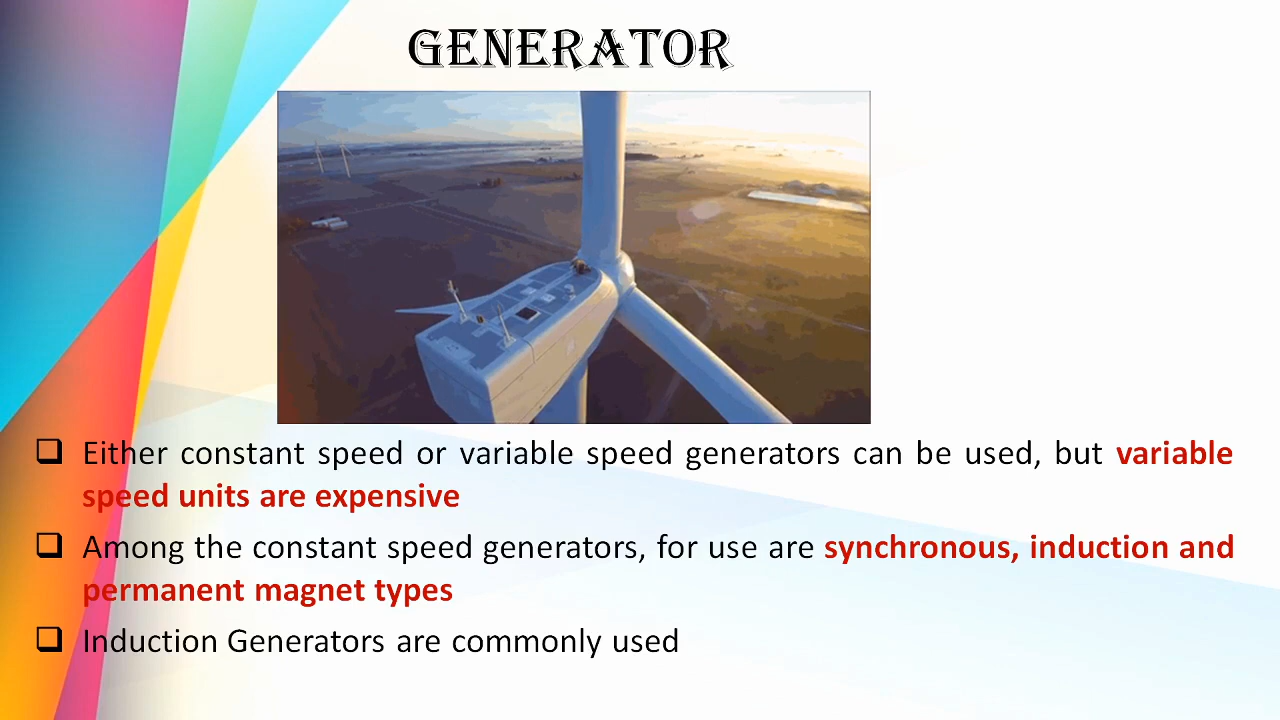 GENERATOR
❑ Either constant speed or variable speed generators can be used, but variable
speed units are expensive
❑ Among the constant speed generators, for use are synchronous, induction and
permanent magnet types
❑ Induction Generators are commonly used